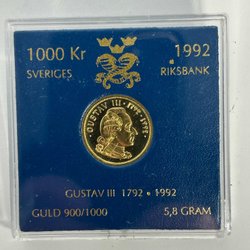 1000 Kr 1992
SVERIGES RIKSBANK
GUSTAV III
GUSTAV III 1792 • 1992
GULD 900/1000 5,8 GRAM